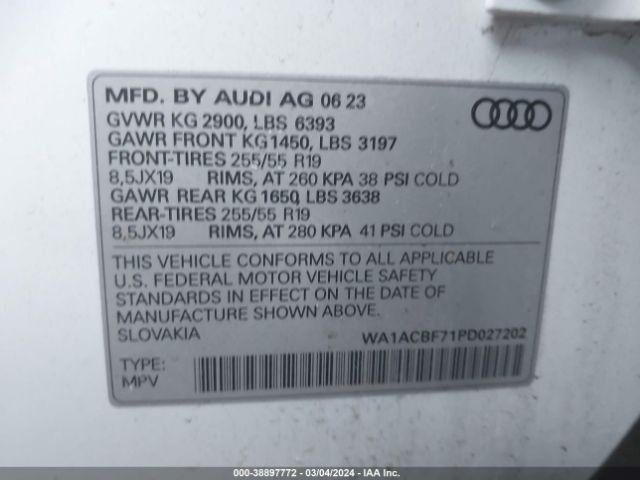 MFD. BY AUDI AG 06 23
GVWR KG 2900, LBS 6393
GAWR FRONT KG1450, LBS 3197
FRONT-TIRES 255/55 R19
8,5JX19 RIMS, AT 260 KPA 38 PSI COLD
GAWR REAR KG 1650, LBS 3638
REAR-TIRES 255/55 R19
8,5JX19 RIMS, AT 280 KPA 41 PSI COLD
THIS VEHICLE CONFORMS TO ALL APPLICABLE
U.S. FEDERAL MOTOR VEHICLE SAFETY
STANDARDS IN EFFECT ON THE DATE OF
MANUFACTURE SHOWN ABOVE.
SLOVAKIA WA1ACBF71PD027202
TYPE:
MPV
000-38897772 - 03/04/2024 - IAA Inc.